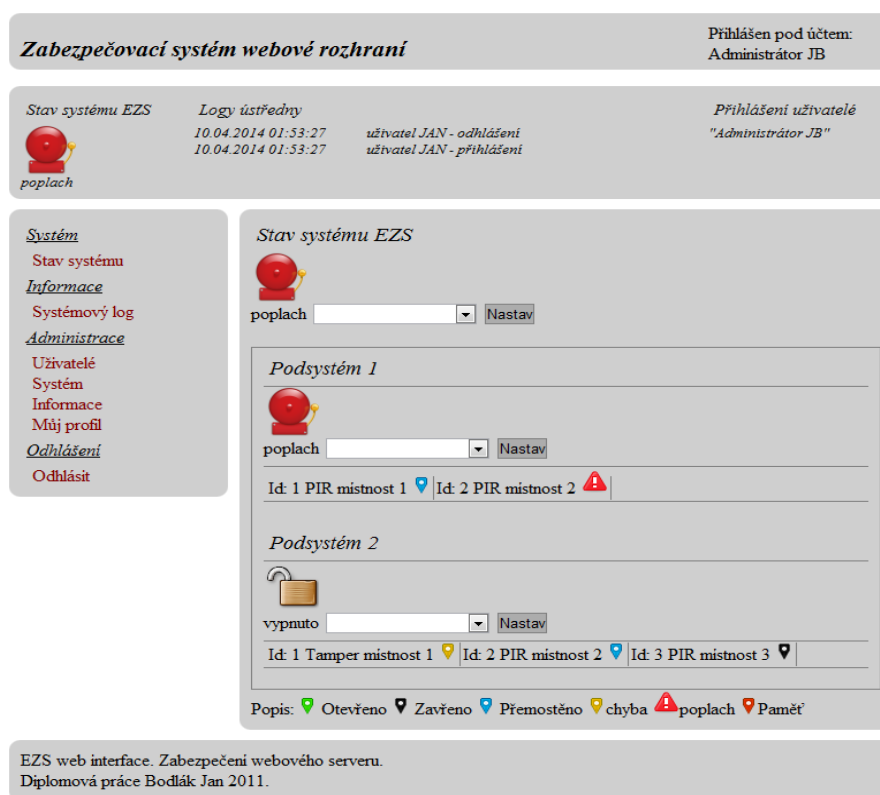 Zabezpečovací systém webové rozhraní
Přihlášen pod účtem:
Administrátor JB
Stav systému EZS
Logy ústředny
Přihlášení uživatelé
10.04.2014 01:53:27 uživatel JAN - odhlášení
"Administrátor JB"
10.04.2014 01:53:27 uživatel JAN - přihlášení
poplach
Systém
Stav systému
Informace
Systémový log
Administrace
Uživatelé
Systém
Informace
Můj profil
Odhlášení
Odhlásit
Stav systému EZS
poplach Nastav
Podsystém 1
poplach Nastav
Id: 1 PIR mistnost 1 Id: 2 PIR mistnost 2
Podsystém 2
vypnuto Nastav
Id: 1 Tamper mistnost 1 Id: 2 PIR mistnost 2 Id: 3 PIR mistnost 3
Popis: Otevřeno Zavřeno Přemostěno chyba poplach Paměť
EZS web interface. Zabezpečeni webového serveru.
Diplomová práce Bodlák Jan 2011.